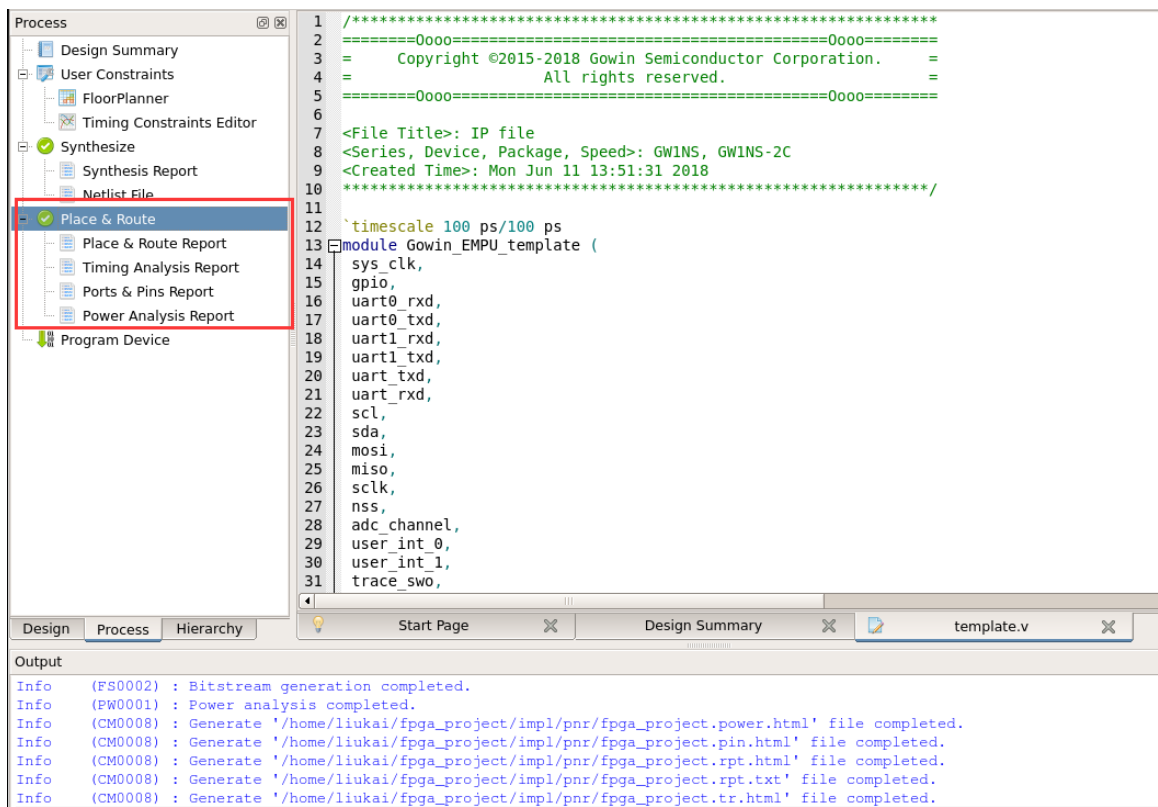 Process
Design Summary
User Constraints
FloorPlanner
Timing Constraints Editor
Synthesize
Synthesis Report
Netlist File
Place & Route
Place & Route Report
Timing Analysis Report
Ports & Pins Report
Power Analysis Report
Program Device
Design Process Hierarchy
1 /****************************************************************
2 ========Oooo==========================================Oooo========
3 =     Copyright ©2015-2018 Gowin Semiconductor Corporation.     =
4 =                     All rights reserved.                      =
5 ========Oooo==========================================Oooo========
6
7 <File Title>: IP file
8 <Series, Device, Package, Speed>: GW1NS, GW1NS-2C
9 <Created Time>: Mon Jun 11 13:51:31 2018
10 ****************************************************************/
11
12 `timescale 100 ps/100 ps
13 module Gowin_EMPU_template (
14 sys_clk,
15 gpio,
16 uart0_rxd,
17 uart0_txd,
18 uart1_rxd,
19 uart1_txd,
20 uart_txd,
21 uart_rxd,
22 scl,
23 sda,
24 mosi,
25 miso,
26 sclk,
27 nss,
28 adc_channel,
29 user_int_0,
30 user_int_1,
31 trace_swo,
Start Page Design Summary template.v
Output
Info (FS0002) : Bitstream generation completed.
Info (PW0001) : Power analysis completed.
Info (CM0008) : Generate '/home/liukai/fpga_project/impl/pnr/fpga_project.power.html' file completed.
Info (CM0008) : Generate '/home/liukai/fpga_project/impl/pnr/fpga_project.pin.html' file completed.
Info (CM0008) : Generate '/home/liukai/fpga_project/impl/pnr/fpga_project.rpt.html' file completed.
Info (CM0008) : Generate '/home/liukai/fpga_project/impl/pnr/fpga_project.rpt.txt' file completed.
Info (CM0008) : Generate '/home/liukai/fpga_project/impl/pnr/fpga_project.tr.html' file completed.